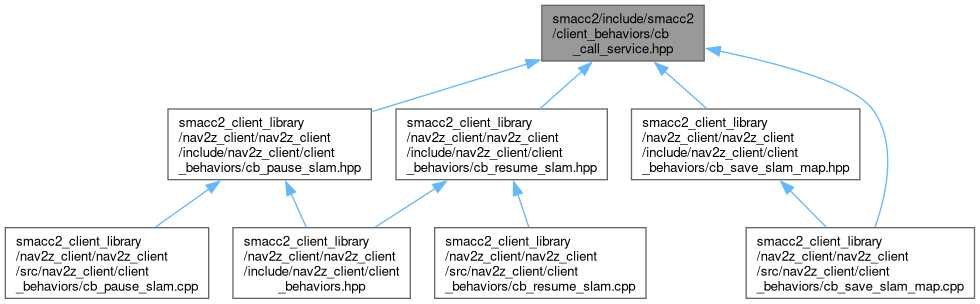 smacc2/include/smacc2
/client_behaviors/cb
_call_service.hpp
smacc2_client_library
/nav2z_client/nav2z_client
/include/nav2z_client/client
_behaviors/cb_pause_slam.hpp
smacc2_client_library
/nav2z_client/nav2z_client
/include/nav2z_client/client
_behaviors/cb_resume_slam.hpp
smacc2_client_library
/nav2z_client/nav2z_client
/include/nav2z_client/client
_behaviors/cb_save_slam_map.hpp
smacc2_client_library
/nav2z_client/nav2z_client
/src/nav2z_client/client
_behaviors/cb_pause_slam.cpp
smacc2_client_library
/nav2z_client/nav2z_client
/include/nav2z_client/client
_behaviors.hpp
smacc2_client_library
/nav2z_client/nav2z_client
/src/nav2z_client/client
_behaviors/cb_resume_slam.cpp
smacc2_client_library
/nav2z_client/nav2z_client
/src/nav2z_client/client
_behaviors/cb_save_slam_map.cpp